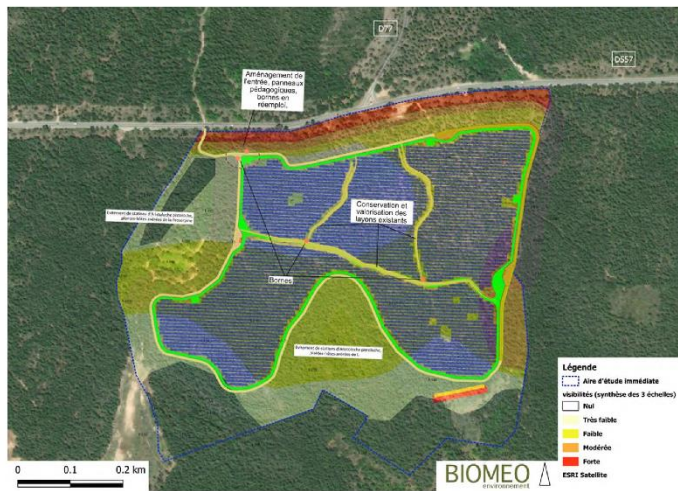 D77
D557
Aménagement de
l'entrée, panneaux
pédagogiques,
bornes en
réemploi,
Conservation et
valorisation des
layons existants
Bornes
0
0.1
0.2 km
BIOMEO
environnement
Légende
Aire d'étude immédiate
visibilités (synthèse des 3 échelles)
Nul
Très faible
Faible
Modérée
Forte
ESRI Satellite